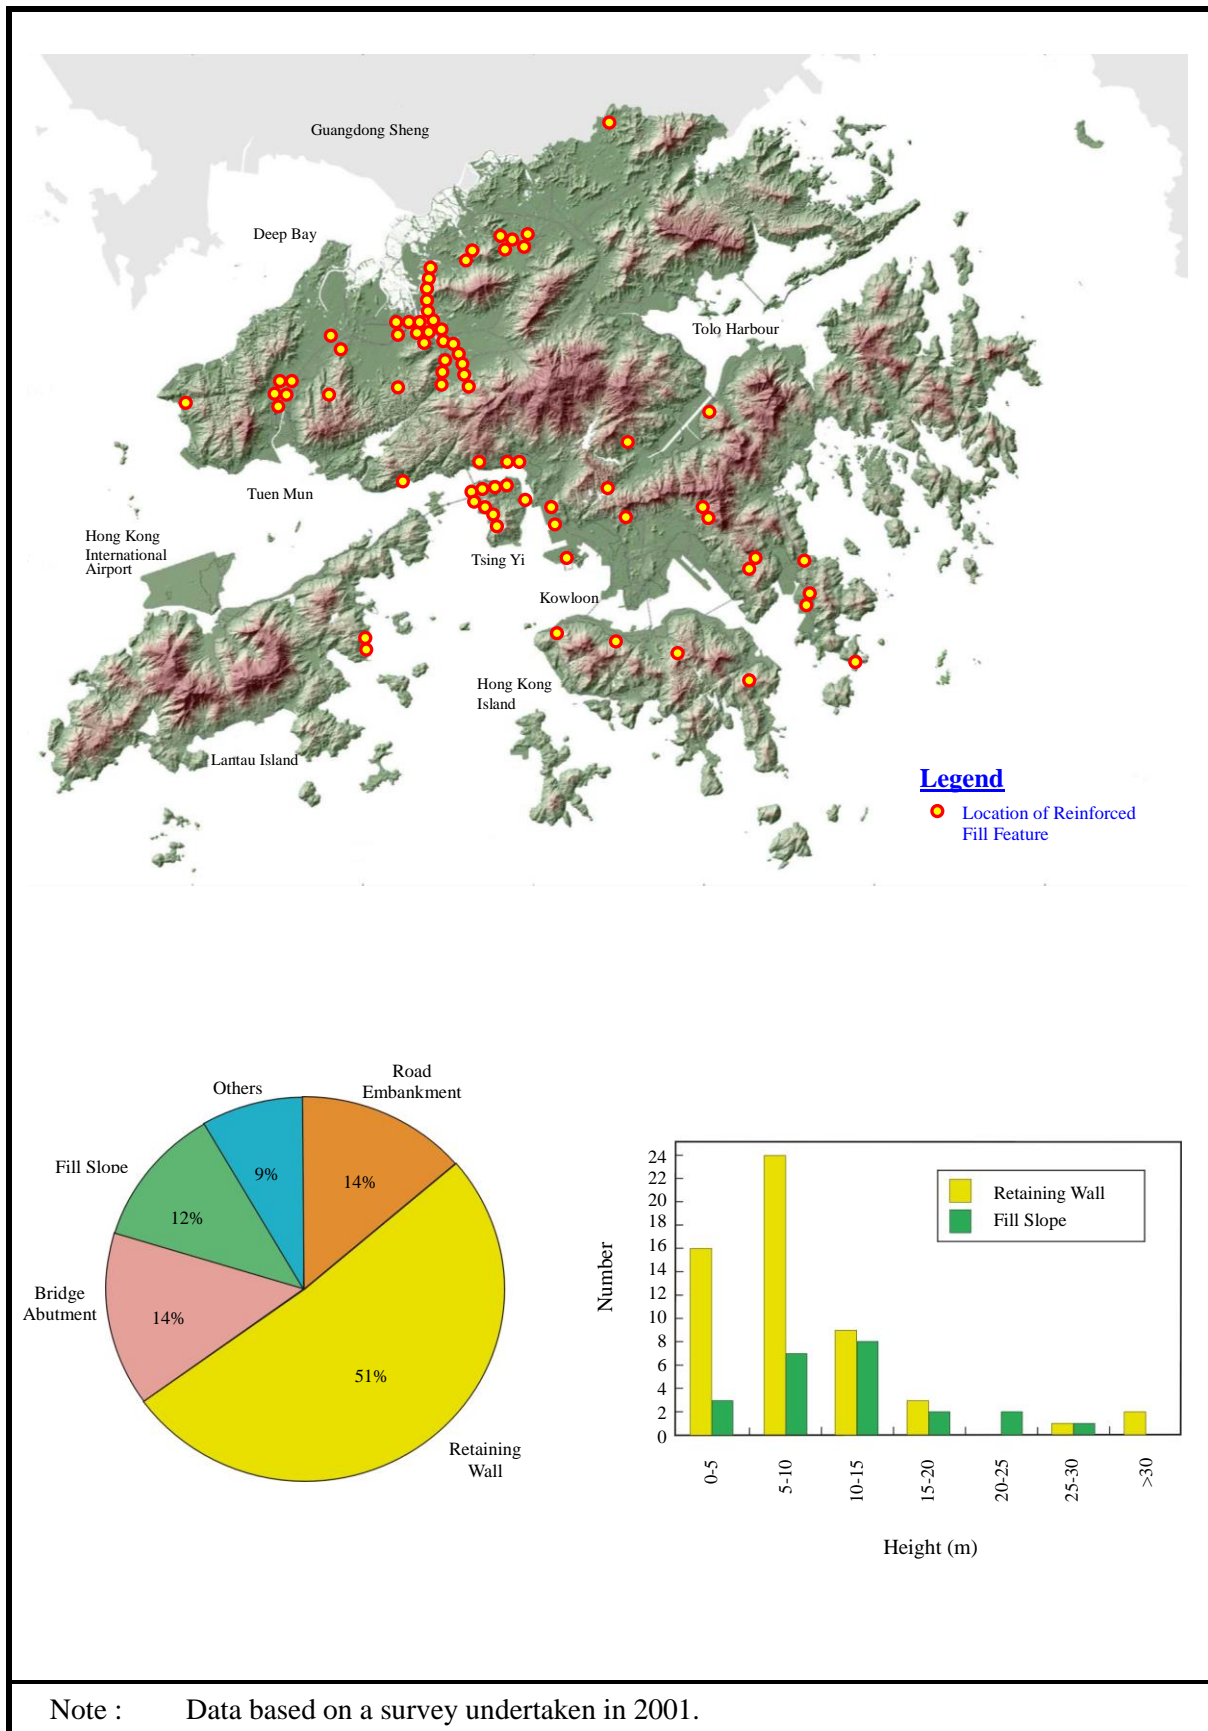 Guangdong Sheng
Deep Bay
Tolo Harbour
Tuen Mun
Hong Kong
International
Airport
Tsing Yi
Kowloon
Hong Kong
Island
Lantau Island
Legend
Location of Reinforced
Fill Feature
Road
Embankment
Others
Fill Slope
9%
14%
12%
Bridge
Abutment
14%
51%
Retaining
Wall
24
22
20
18
16
14
12
10
8
6
4
2
0
Number
Retaining Wall
Fill Slope
0-5
5-10
10-15
15-20
20-25
25-30
>30
Height (m)
Note : Data based on a survey undertaken in 2001.